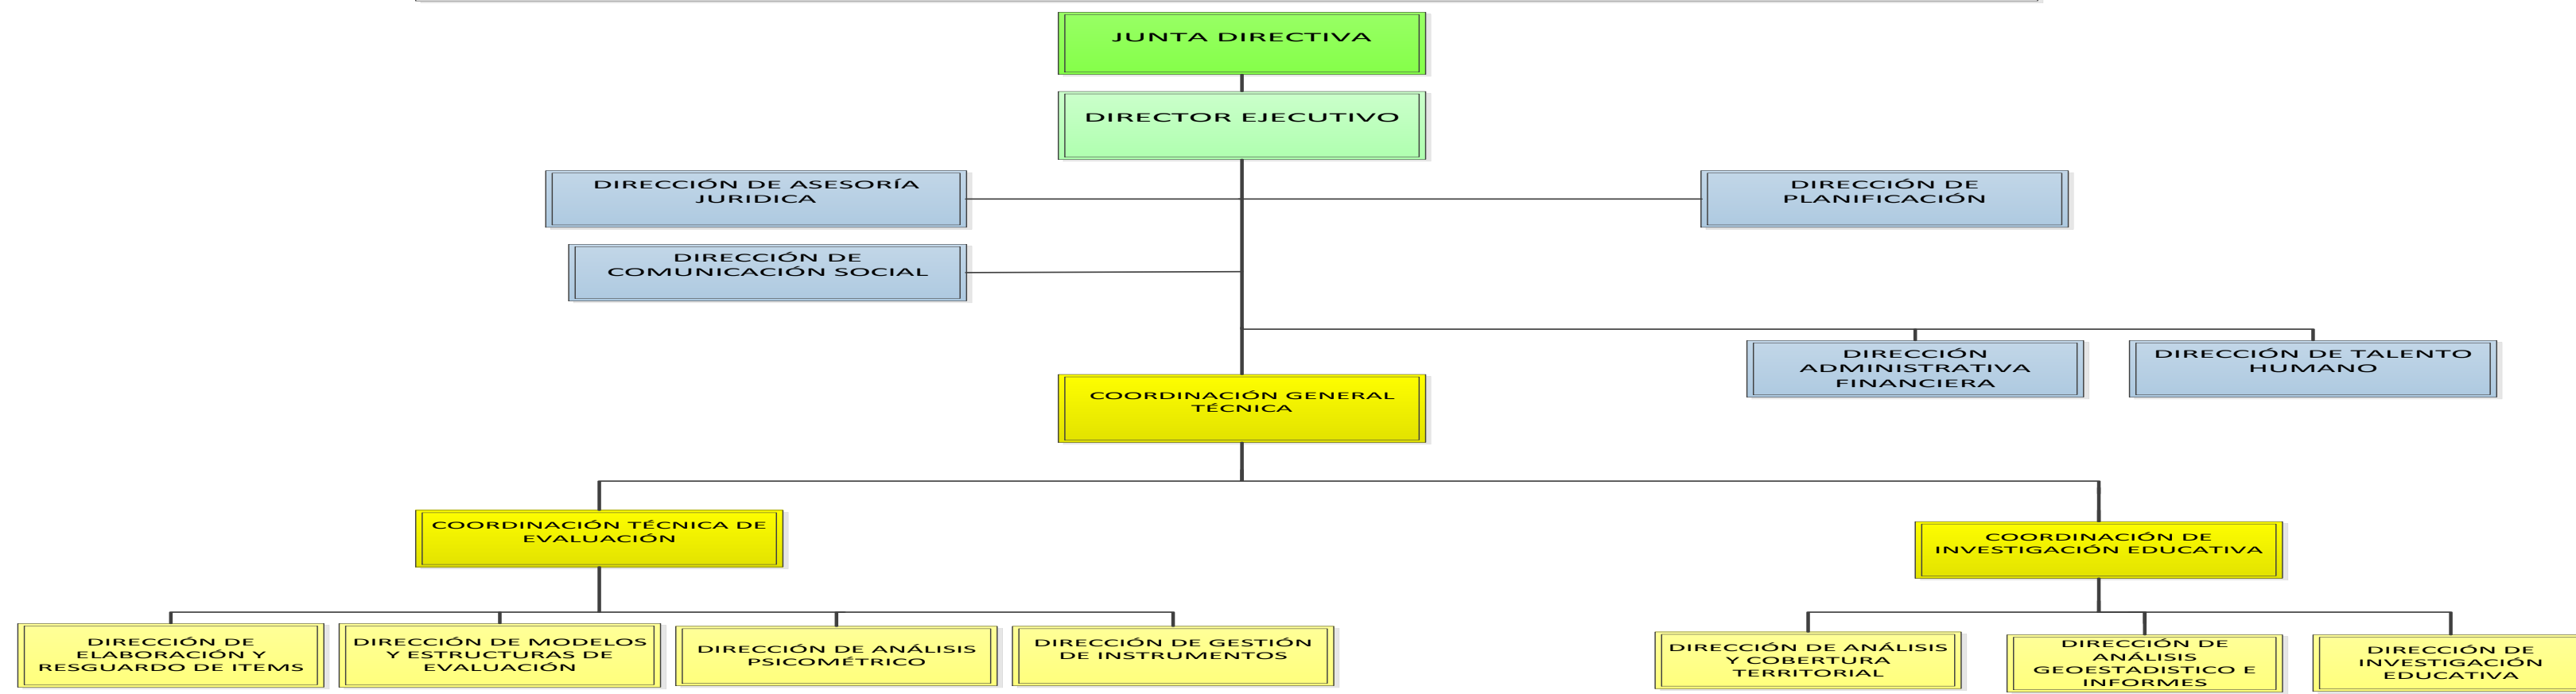 JUNTA DIRECTIVA
DIRECTOR EJECUTIVO
DIRECCIÓN DE ASESORÍA
JURIDICA
DIRECCIÓN DE
PLANIFICACIÓN
DIRECCIÓN DE
COMUNICACIÓN SOCIAL
DIRECCIÓN
ADMINISTRATIVA
FINANCIERA
DIRECCIÓN DE TALENTO
HUMANO
COORDINACIÓN GENERAL
TÉCNICA
COORDINACIÓN TÉCNICA DE
EVALUACIÓN
COORDINACIÓN DE
INVESTIGACIÓN EDUCATIVA
DIRECCIÓN DE
ELABORACIÓN Y
RESGUARDO DE ITEMS
DIRECCIÓN DE MODELOS
Y ESTRUCTURAS DE
EVALUACIÓN
DIRECCIÓN DE ANÁLISIS
PSICOMÉTRICO
DIRECCIÓN DE GESTIÓN
DE INSTRUMENTOS
DIRECCIÓN DE ANÁLISIS
Y COBERTURA
TERRITORIAL
DIRECCIÓN DE
ANÁLISIS
GEOESTADISTICO E
INFORMES
DIRECCIÓN DE
INVESTIGACIÓN
EDUCATIVA